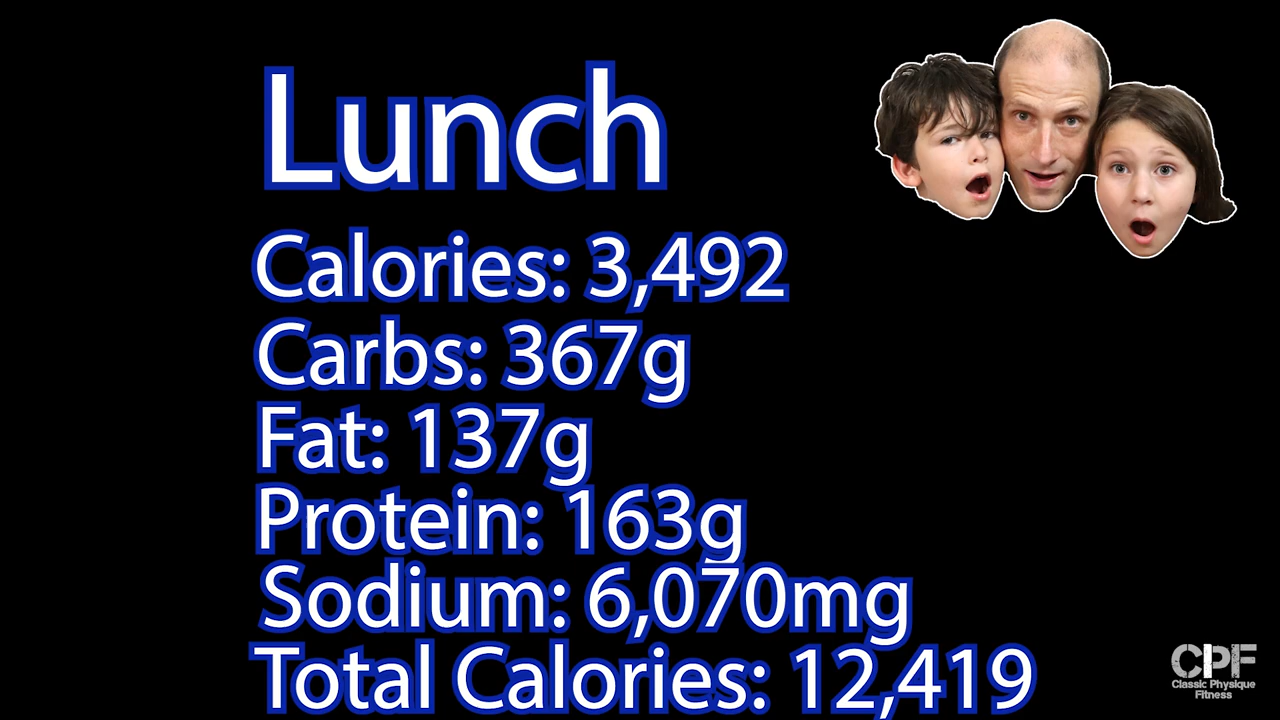 Lunch
Calories: 3,492
Carbs: 367g
Fat: 137g
Protein: 163g
Sodium: 6,070mg
Total Calories: 12,419
CPF
Classic Physique
Fitness